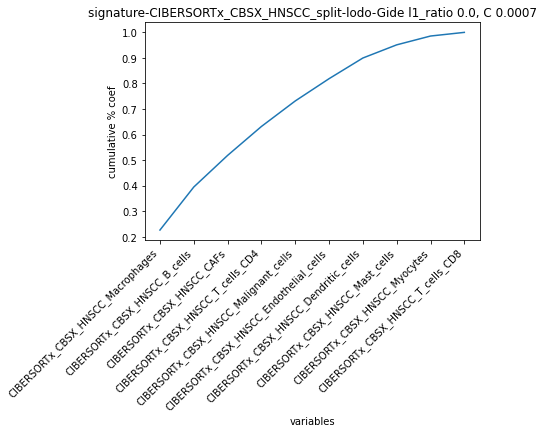 signature-CIBERSORTx_CBSX_HNSCC_split-lodo-Gide l1_ratio 0.0, C 0.0007
cumulative % coef
1.0
0.9
0.8
0.7
0.6
0.5
0.4
0.3
0.2
CIBERSORTx_CBSX_HNSCC_Macrophages
CIBERSORTx_CBSX_HNSCC_B_cells
CIBERSORTx_CBSX_HNSCC_CAFs
CIBERSORTx_CBSX_HNSCC_T_cells_CD4
CIBERSORTx_CBSX_HNSCC_Malignant_cells
CIBERSORTx_CBSX_HNSCC_Endothelial_cells
CIBERSORTx_CBSX_HNSCC_Dendritic_cells
CIBERSORTx_CBSX_HNSCC_Mast_cells
CIBERSORTx_CBSX_HNSCC_Myocytes
CIBERSORTx_CBSX_HNSCC_T_cells_CD8
variables